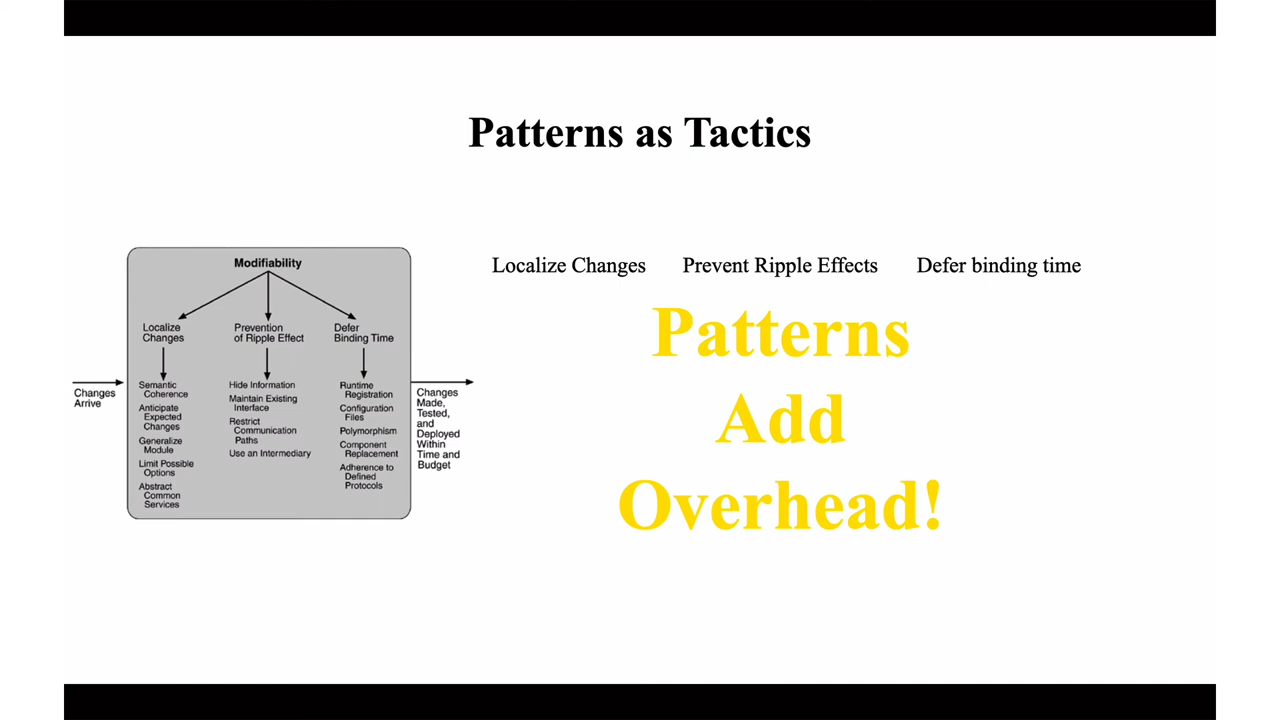 Patterns as Tactics
Modifiability
Localize
Changes
Prevention
of Ripple Effect
Defer
Binding Time
Changes
Arrive
Semantic
Coherence
Anticipate
Expected
Changes
Generalize
Module
Limit Possible
Options
Abstract
Common
Services
Hide Information
Maintain Existing
Interface
Restrict
Communication
Paths
Use an Intermediary
Runtime
Registration
Configuration
Files
Polymorphism
Component
Replacement
Adherence to
Defined
Protocols
Changes
Made,
Tested,
and
Deployed
Within
Time and
Budget
Localize Changes
Prevent Ripple Effects
Defer binding time
Patterns
Add
Overhead!